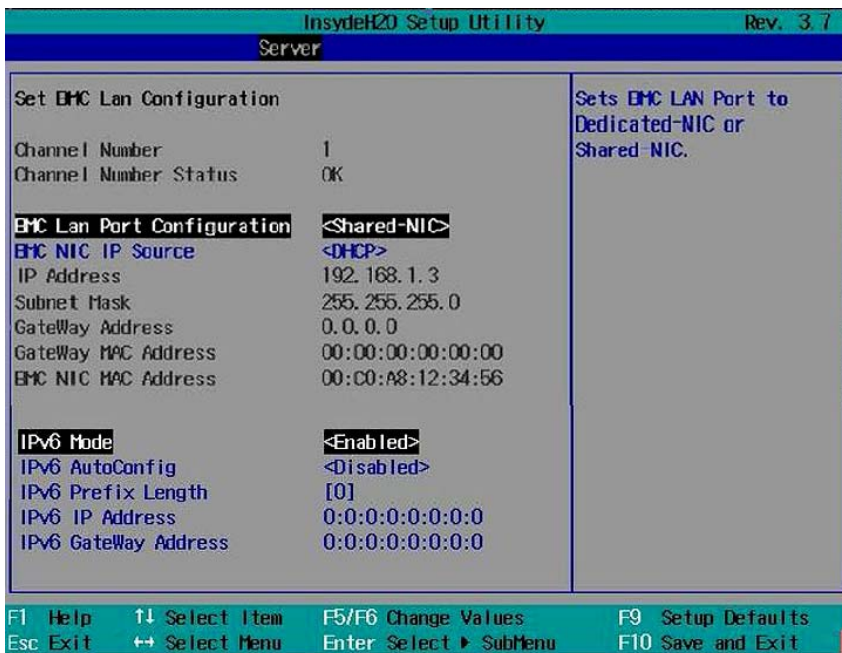 InsydeH2O Setup Utility Rev. 3.7
Server
Set BMC Lan Configuration
Channel Number 1
Channel Number Status OK
BMC Lan Port Configuration <Shared-NIC>
BMC NIC IP Source <DHCP>
IP Address 192.168.1.3
Subnet Mask 255.255.255.0
GateWay Address 0.0.0.0
GateWay MAC Address 00:00:00:00:00:00
BMC NIC MAC Address 00:C0:A8:12:34:56
IPv6 Mode <Enabled>
IPv6 AutoConfig <Disabled>
IPv6 Prefix Length [0]
IPv6 IP Address 0:0:0:0:0:0:0:0
IPv6 GateWay Address 0:0:0:0:0:0:0:0
Sets BMC LAN Port to
Dedicated-NIC or
Shared-NIC.
F1 Help ↑↓ Select Item F5/F6 Change Values F9 Setup Defaults
Esc Exit ↔ Select Menu Enter Select ▶ SubMenu F10 Save and Exit